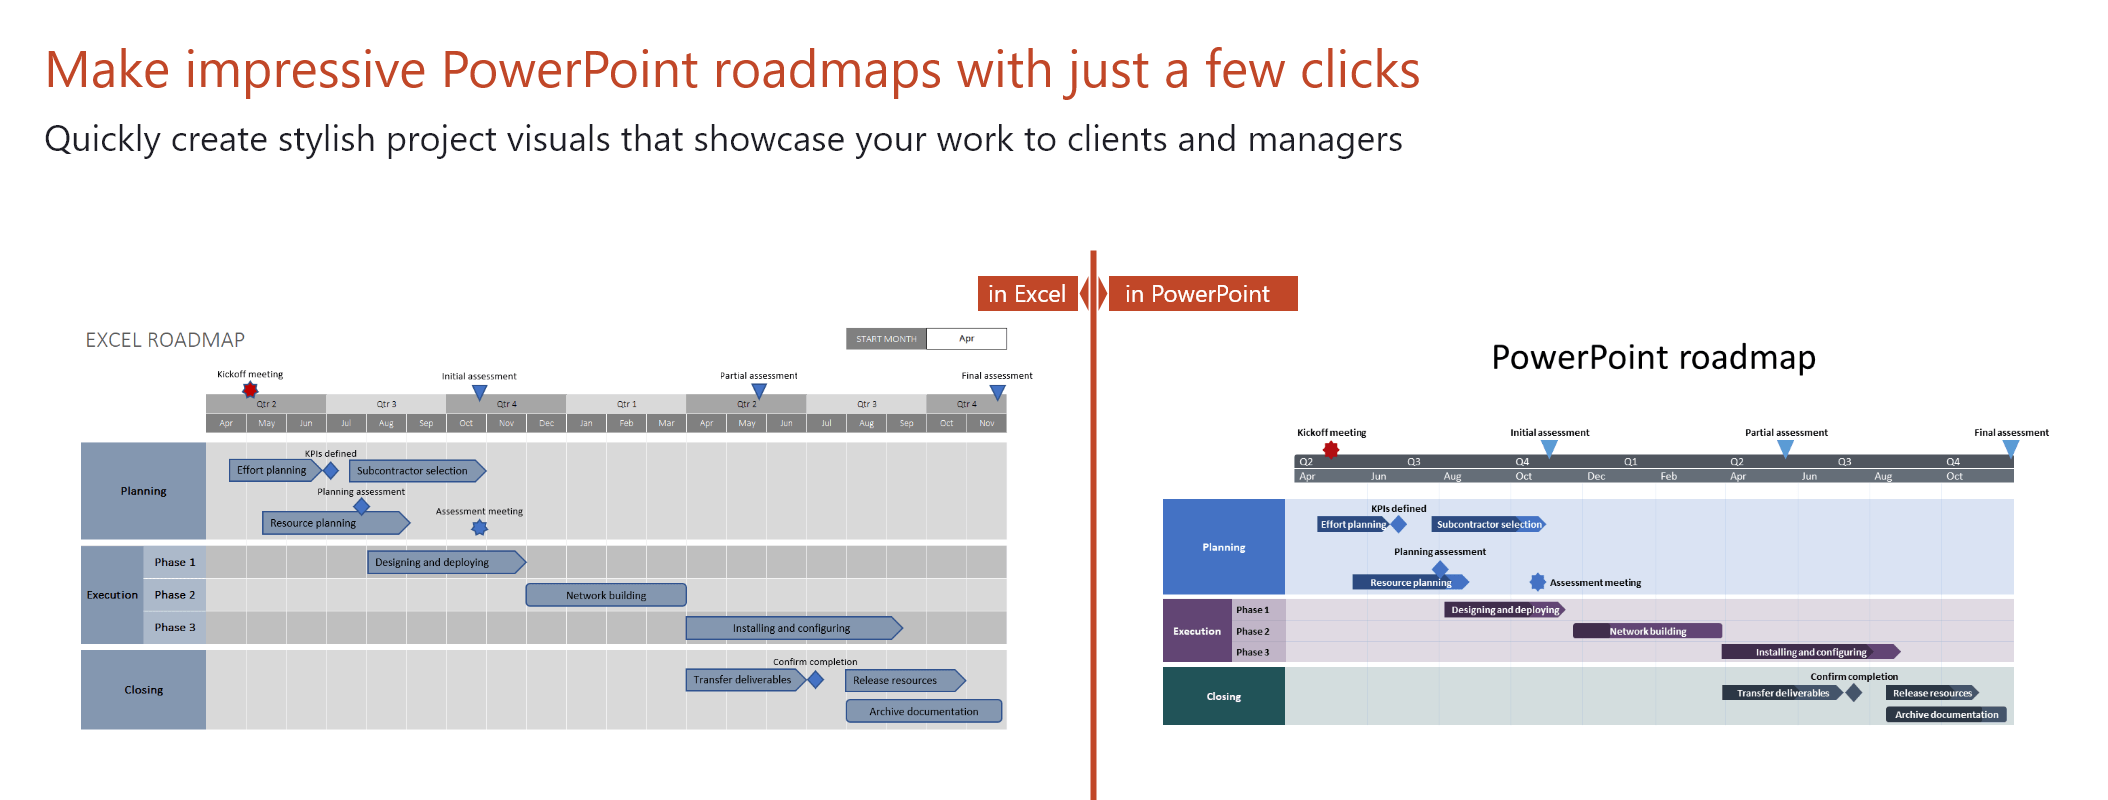 Make impressive PowerPoint roadmaps with just a few clicks
Quickly create stylish project visuals that showcase your work to clients and managers
in Excel
in PowerPoint
EXCEL ROADMAP
START MONTH Apr
Kickoff meeting Initial assessment Partial assessment Final assessment
Qtr 2 Qtr 3 Qtr 4 Qtr 1 Qtr 2 Qtr 3 Qtr 4
Apr May Jun Jul Aug Sep Oct Nov Dec Jan Feb Mar Apr May Jun Jul Aug Sep Oct Nov
KPIs defined
Effort planning Subcontractor selection
Planning
Planning assessment
Assessment meeting
Resource planning
Execution
Phase 1 Designing and deploying
Phase 2 Network building
Phase 3 Installing and configuring
Confirm completion
Transfer deliverables Release resources
Closing
Archive documentation
PowerPoint roadmap
Kickoff meeting Initial assessment Partial assessment Final assessment
Q2 Q3 Q4 Q1 Q2 Q3 Q4
Apr Jun Aug Oct Dec Feb Apr Jun Aug Oct
KPIs defined
Effort planning Subcontractor selection
Planning
Planning assessment
Resource planning Assessment meeting
Execution
Phase 1 Designing and deploying
Phase 2 Network building
Phase 3 Installing and configuring
Confirm completion
Transfer deliverables Release resources
Closing
Archive documentation